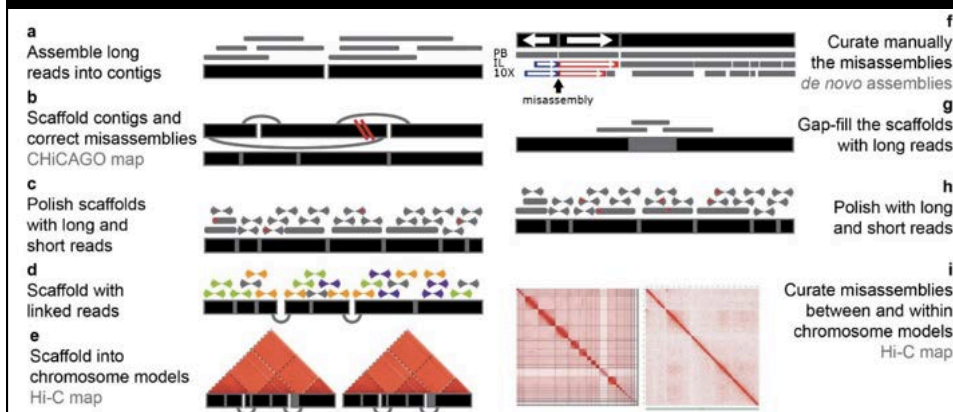 a
Assemble long
reads into contigs
b
Scaffold contigs and
correct misassemblies
CHiCAGO map
c
Polish scaffolds
with long and
short reads
d
Scaffold with
linked reads
e
Scaffold into
chromosome models
Hi-C map
f
Curate manually
the misassemblies
de novo assemblies
PB
IL
10X
misassembly
g
Gap-fill the scaffolds
with long reads
h
Polish with long
and short reads
i
Curate misassemblies
between and within
chromosome models
Hi-C map